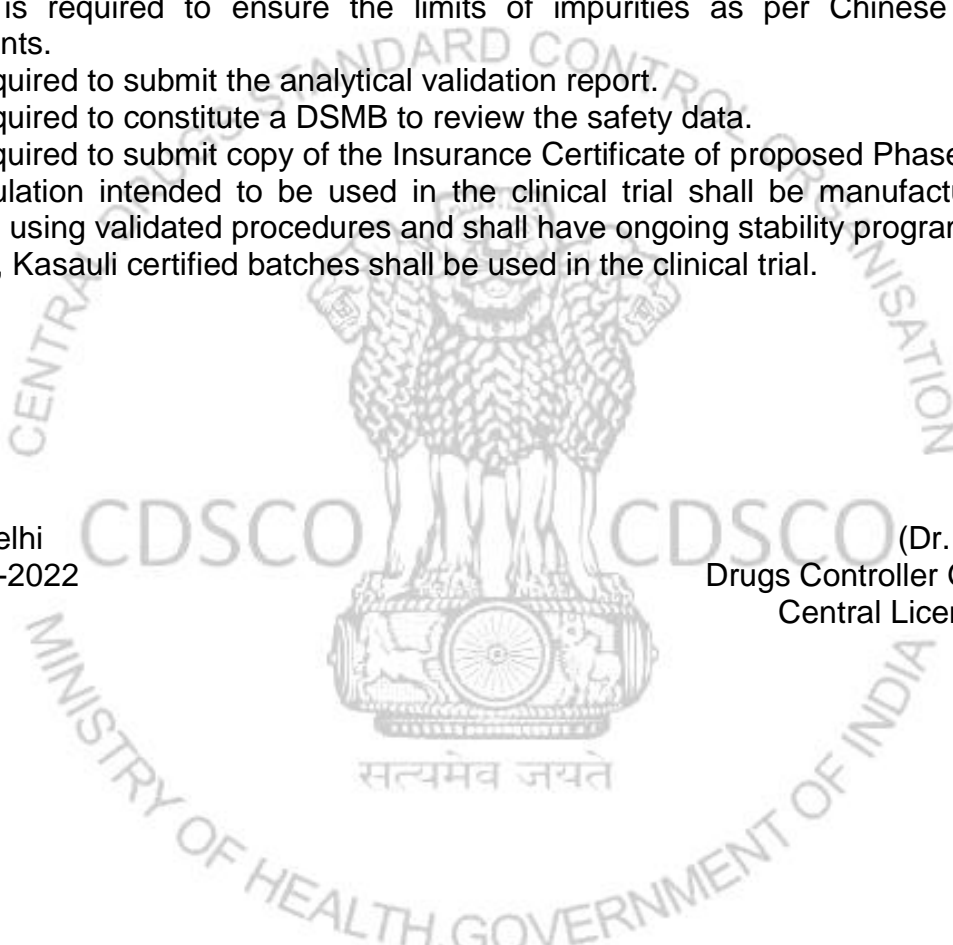 is required to ensure the limits of impurities as per Chinese
nts.
quired to submit the analytical validation report.
quired to constitute a DSMB to review the safety data.
quired to submit copy of the Insurance Certificate of proposed Phase
ulation intended to be used in the clinical trial shall be manufactu
using validated procedures and shall have ongoing stability program
, Kasauli certified batches shall be used in the clinical trial.
CENTRAL DRUGS STANDARD CONTROL ORGANISATION
CDSCO CDSCO
elhi (Dr.
-2022 Drugs Controller G
Central Licen
सत्यमेव जयते
MINISTRY OF HEALTH, GOVERNMENT OF INDIA